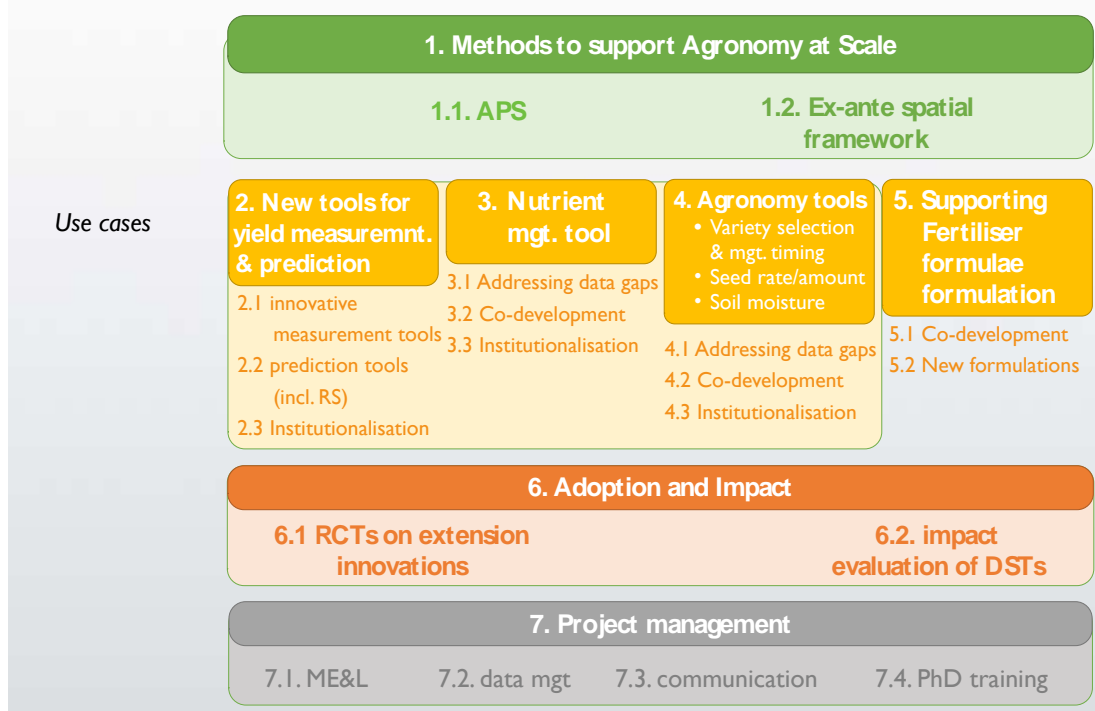 1. Methods to support Agronomy at Scale
1.1. APS
1.2. Ex-ante spatial
framework
Use cases
2. New tools for
yield measuremnt.
& prediction
2.1 innovative
measurement tools
2.2 prediction tools
(incl. RS)
2.3 Institutionalisation
3. Nutrient
mgt. tool
3.1 Addressing data gaps
3.2 Co-development
3.3 Institutionalisation
4. Agronomy tools
• Variety selection
& mgt. timing
• Seed rate/amount
• Soil moisture
4.1 Addressing data gaps
4.2 Co-development
4.3 Institutionalisation
5. Supporting
Fertiliser
formulae
formulation
5.1 Co-development
5.2 New formulations
6. Adoption and Impact
6.1 RCTs on extension
innovations
6.2. impact
evaluation of DSTs
7. Project management
7.1. ME&L
7.2. data mgt
7.3. communication
7.4. PhD training